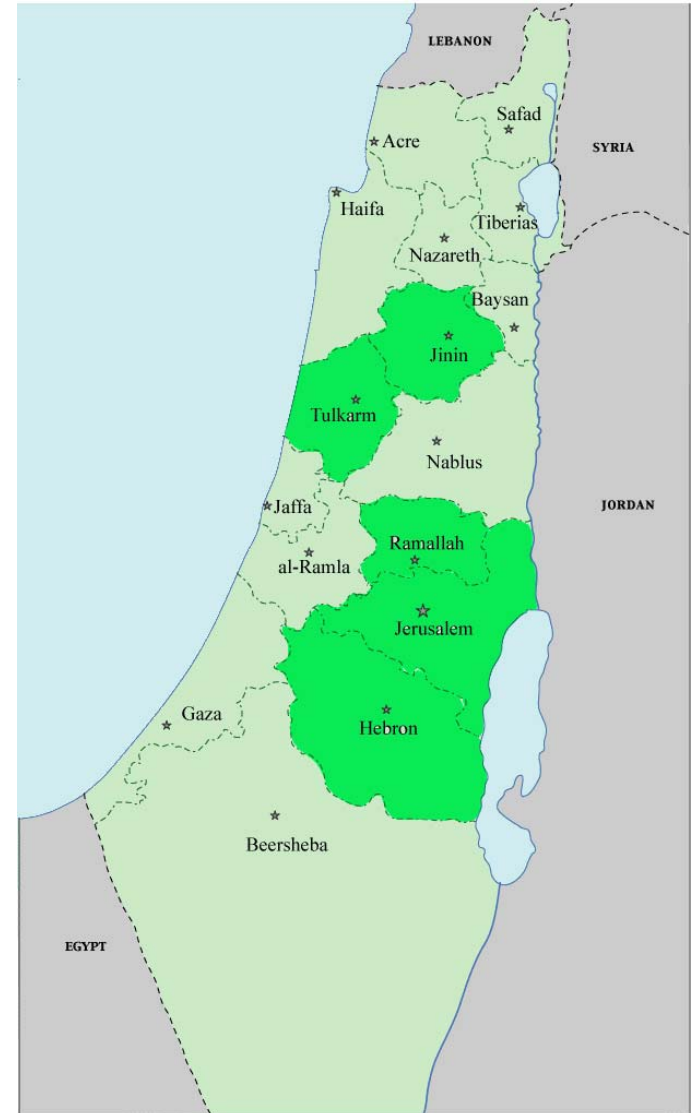 LEBANON
Safad
Acre
SYRIA
Haifa
Tiberias
Nazareth
Baysan
Jinin
Tulkarm
Nablus
Jaffa
JORDAN
Ramallah
al-Ramla
Jerusalem
Gaza
Hebron
Beersheba
EGYPT